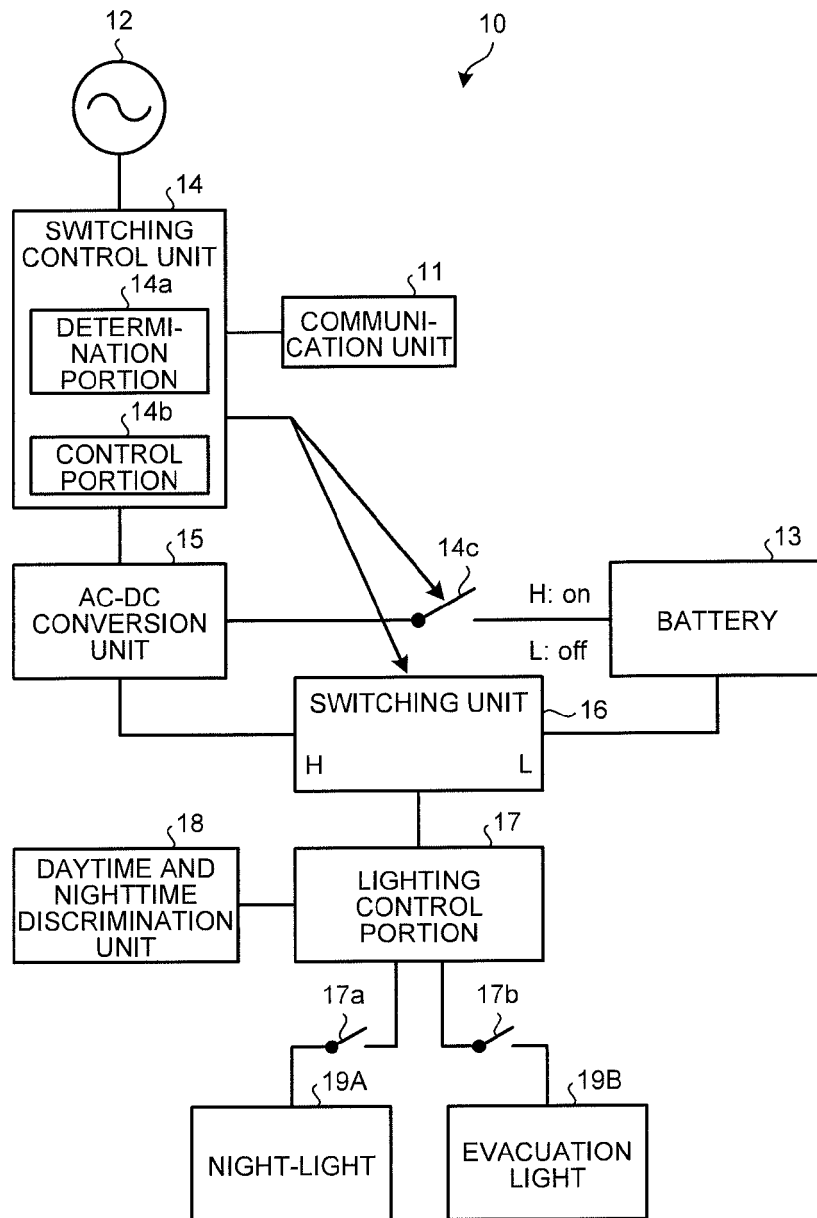 12
10
14
SWITCHING
CONTROL UNIT
14a
DETERMI-
NATION
PORTION
11
COMMUNI-
CATION UNIT
14b
CONTROL
PORTION
15
AC-DC
CONVERSION
UNIT
14c
H: on
L: off
13
BATTERY
SWITCHING UNIT
16
H
L
18
DAYTIME AND
NIGHTTIME
DISCRIMINATION
UNIT
17
LIGHTING
CONTROL
PORTION
17a
17b
19A
NIGHT-LIGHT
19B
EVACUATION
LIGHT